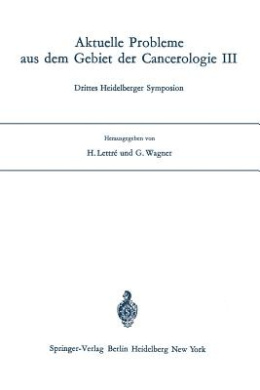 Aktuelle Probleme
aus dem Gebiet der Cancerologie III
Drittes Heidelberger Symposion
Herausgegeben von
H. Lettré und G. Wagner
Springer-Verlag Berlin Heidelberg New York